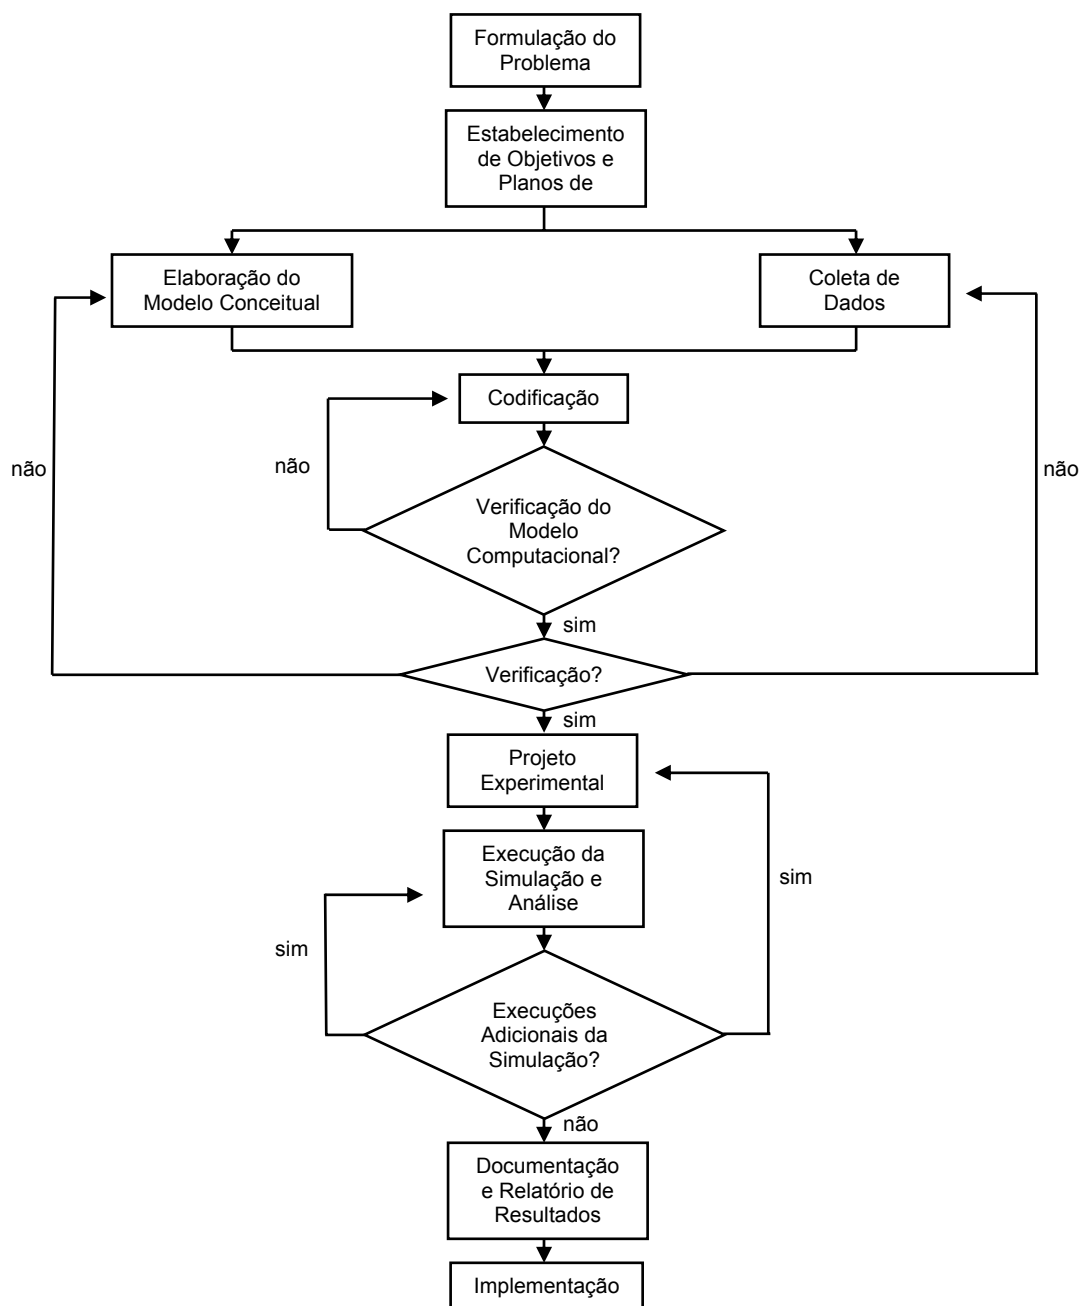 Formulação do
Problema
Estabelecimento
de Objetivos e
Planos de
Elaboração do
Modelo Conceitual
Coleta de
Dados
Codificação
não
não
não
Verificação do
Modelo
Computacional?
sim
Verificação?
sim
Projeto
Experimental
Execução da
Simulação e
Análise
sim
sim
Execuções
Adicionais da
Simulação?
não
Documentação
e Relatório de
Resultados
Implementação